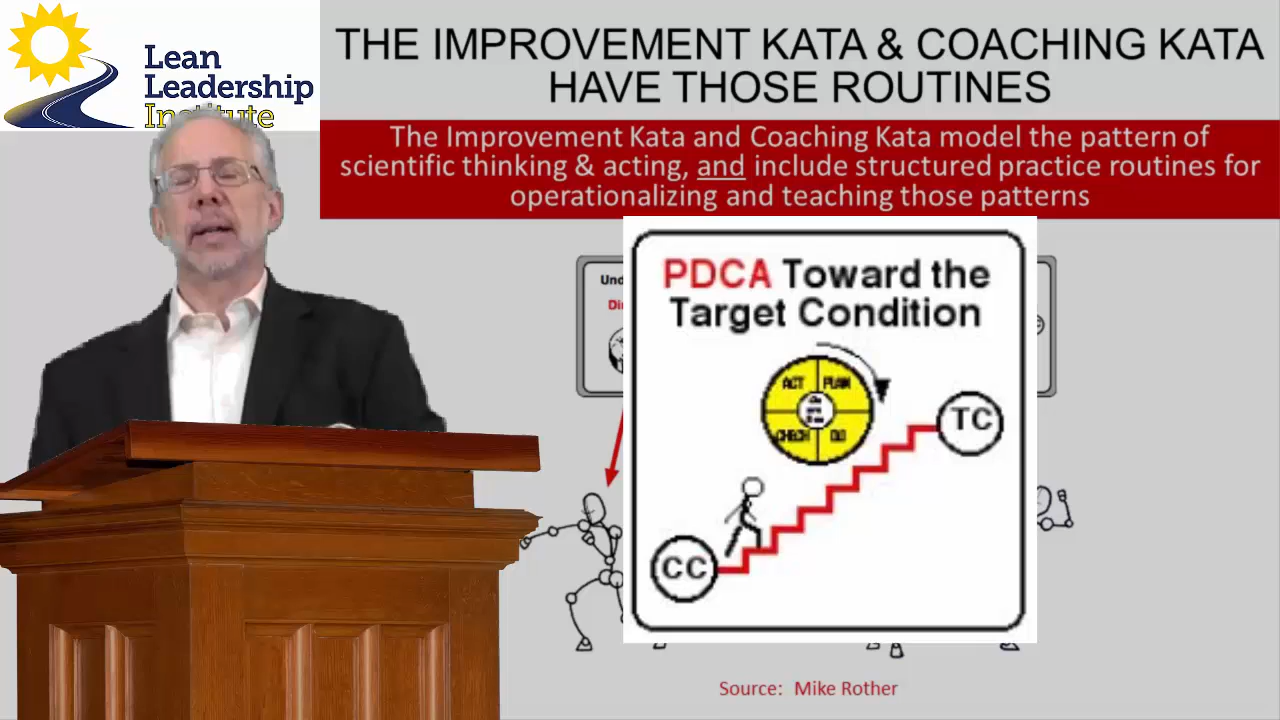 Lean
Leadership
Institute
THE IMPROVEMENT KATA & COACHING KATA
HAVE THOSE ROUTINES
The Improvement Kata and Coaching Kata model the pattern of
scientific thinking & acting, and include structured practice routines for
operationalizing and teaching those patterns
PDCA Toward the
Target Condition
ACT PLAN
CHECH DO
TC
CC
Source: Mike Rother